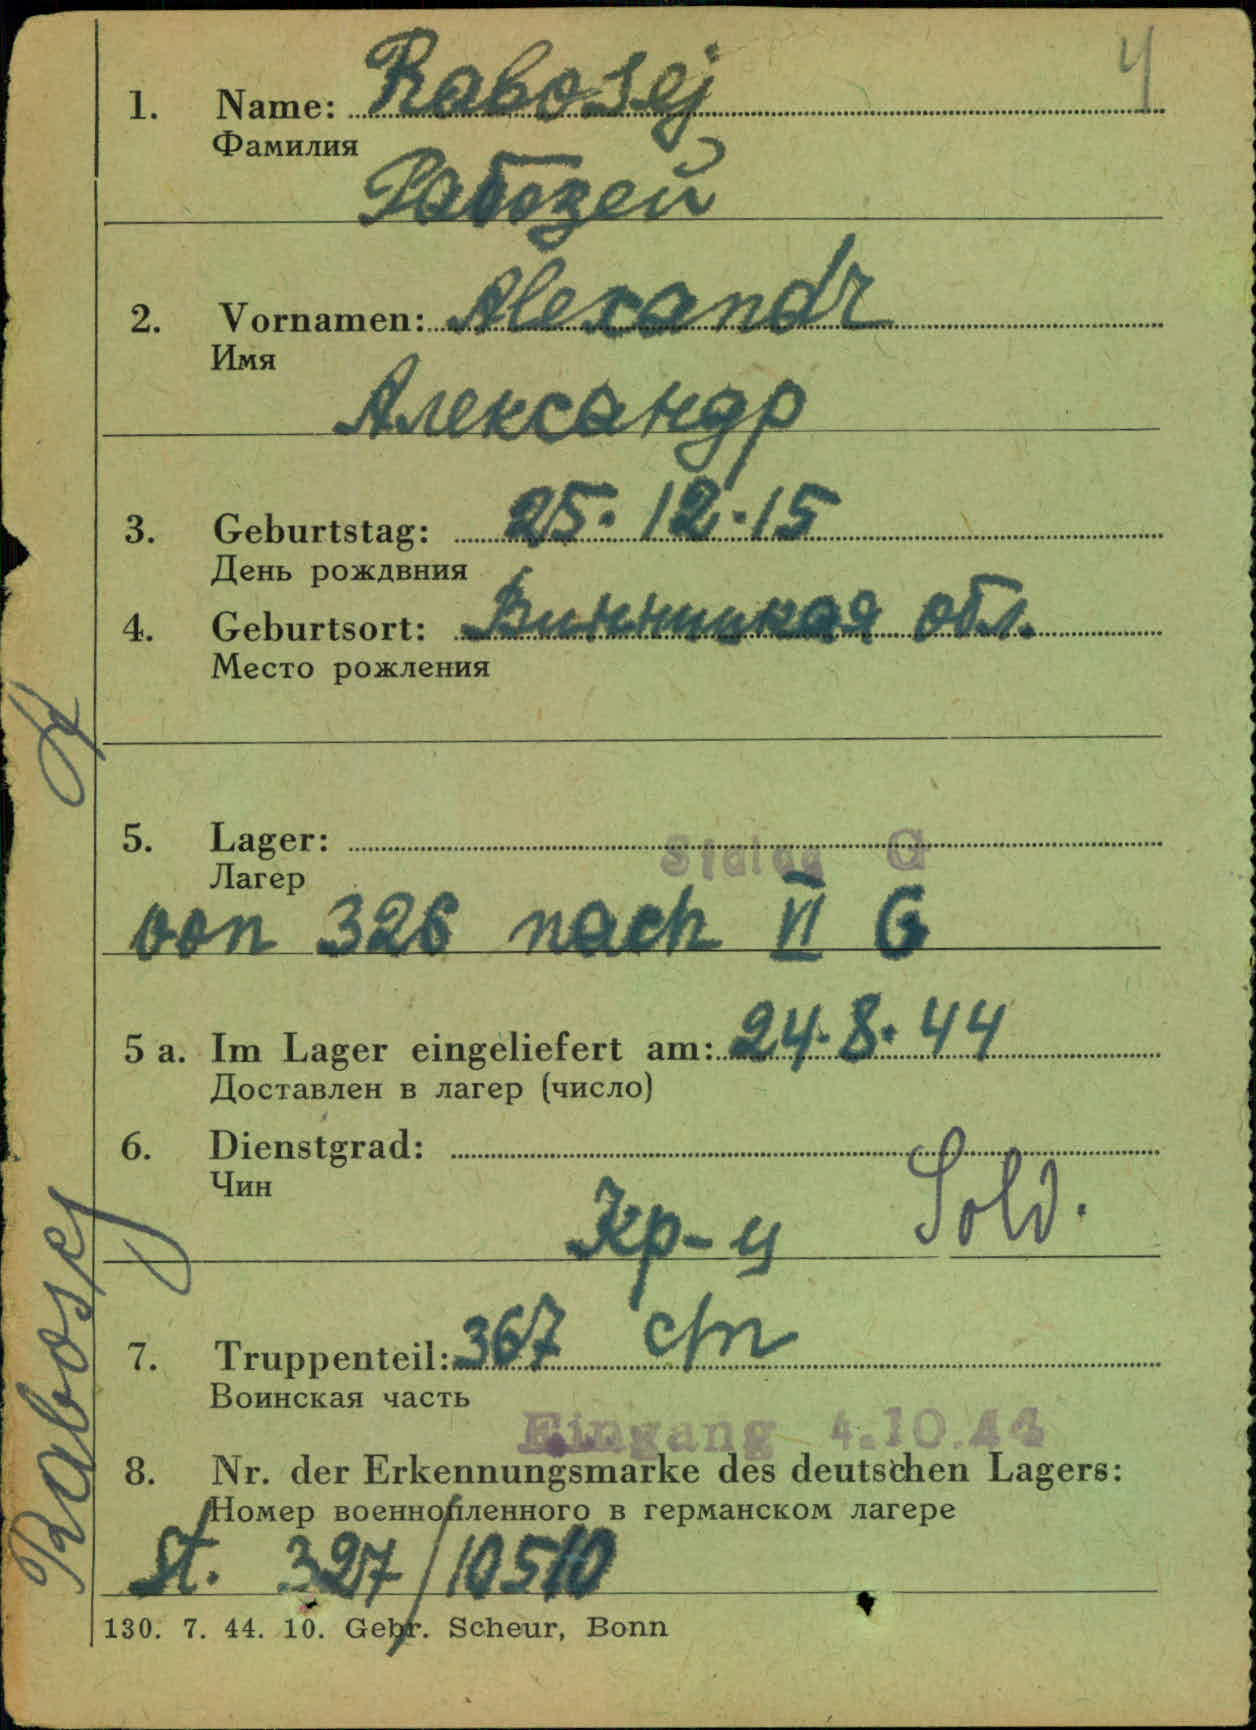 4
1. Name: Rabosej
Фамилия
Рабозей
2. Vornamen: Alexandr
Имя
Александр
3. Geburtstag: 25.12.15
День рождвния
4. Geburtsort: Винницкая обл.
Место рожления
5. Lager: Stalag G
Лагер
von 326 nach VI G
5 a. Im Lager eingeliefert am: 24.8.44
Доставлен в лагер (число)
6. Dienstgrad:
Чин
Кр-ц Sold.
7. Truppenteil: 367 с/п
Воинская часть
Eingang 4.10.44
8. Nr. der Erkennungsmarke des deutschen Lagers:
Номер военнопленного в германском лагере
St. 327/10510
130. 7. 44. 10. Gebr. Scheur, Bonn
Rabosej A